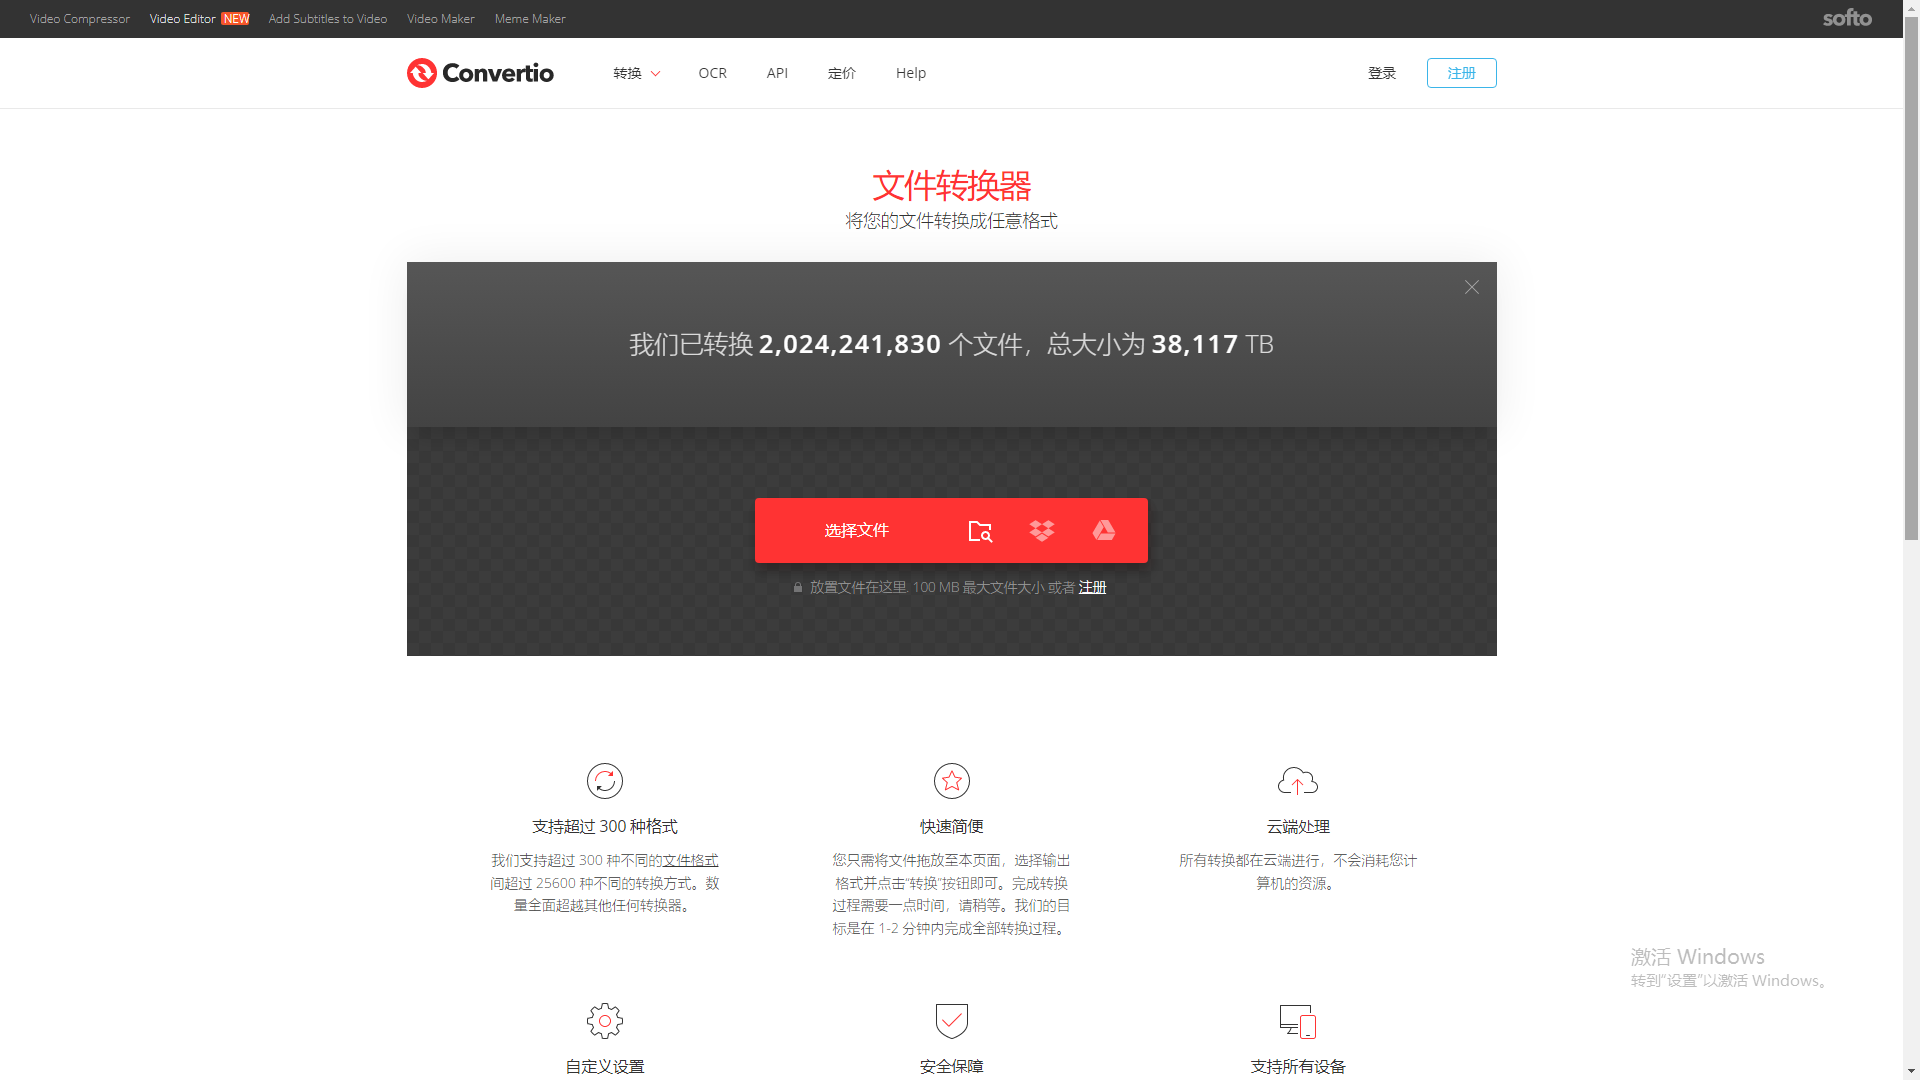 Video Compressor Video Editor NEW Add Subtitles to Video Video Maker Meme Maker softo
Convertio 转换 OCR API 定价 Help 登录 注册
文件转换器
将您的文件转换成任意格式
我们已转换 2,024,241,830 个文件，总大小为 38,117 TB
选择文件
放置文件在这里. 100 MB 最大文件大小 或者 注册
支持超过 300 种格式
我们支持超过 300 种不同的文件格式
间超过 25600 种不同的转换方式。数
量全面超越其他任何转换器。
快速简便
您只需将文件拖放至本页面，选择输出
格式并点击“转换”按钮即可。完成转换
过程需要一点时间，请稍等。我们的目
标是在 1-2 分钟内完成全部转换过程。
云端处理
所有转换都在云端进行，不会消耗您计
算机的资源。
自定义设置
安全保障
支持所有设备
激活 Windows
转到“设置”以激活 Windows。